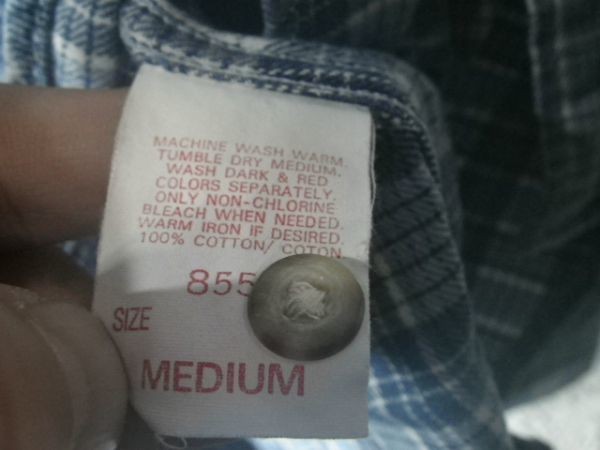 MACHINE WASH WARM.
TUMBLE DRY MEDIUM.
WASH DARK & RED
COLORS SEPARATELY.
ONLY NON-CHLORINE
BLEACH WHEN NEEDED.
WARM IRON IF DESIRED.
100% COTTON/ COTON
855
SIZE
MEDIUM